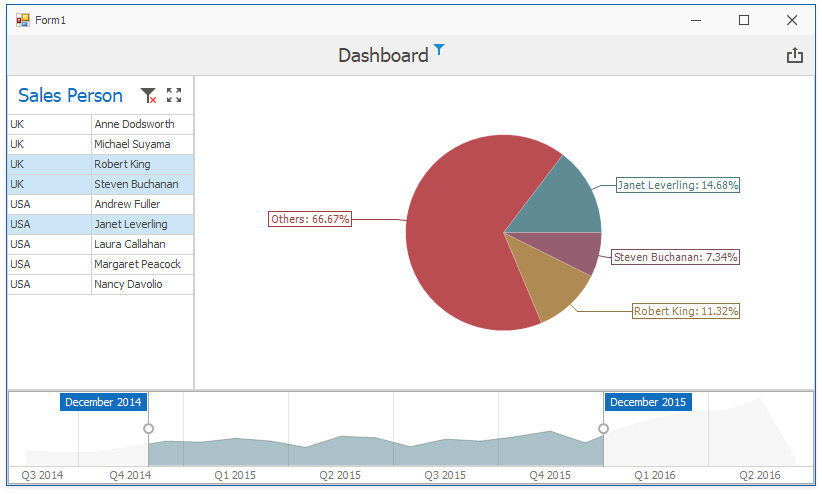 Form1
Dashboard
Sales Person
UK Anne Dodsworth
UK Michael Suyama
UK Robert King
UK Steven Buchanan
USA Andrew Fuller
USA Janet Leverling
USA Laura Callahan
USA Margaret Peacock
USA Nancy Davolio
Janet Leverling: 14.68%
Others: 66.67%
Steven Buchanan: 7.34%
Robert King: 11.32%
December 2014 December 2015
Q3 2014 Q4 2014 Q1 2015 Q2 2015 Q3 2015 Q4 2015 Q1 2016 Q2 2016